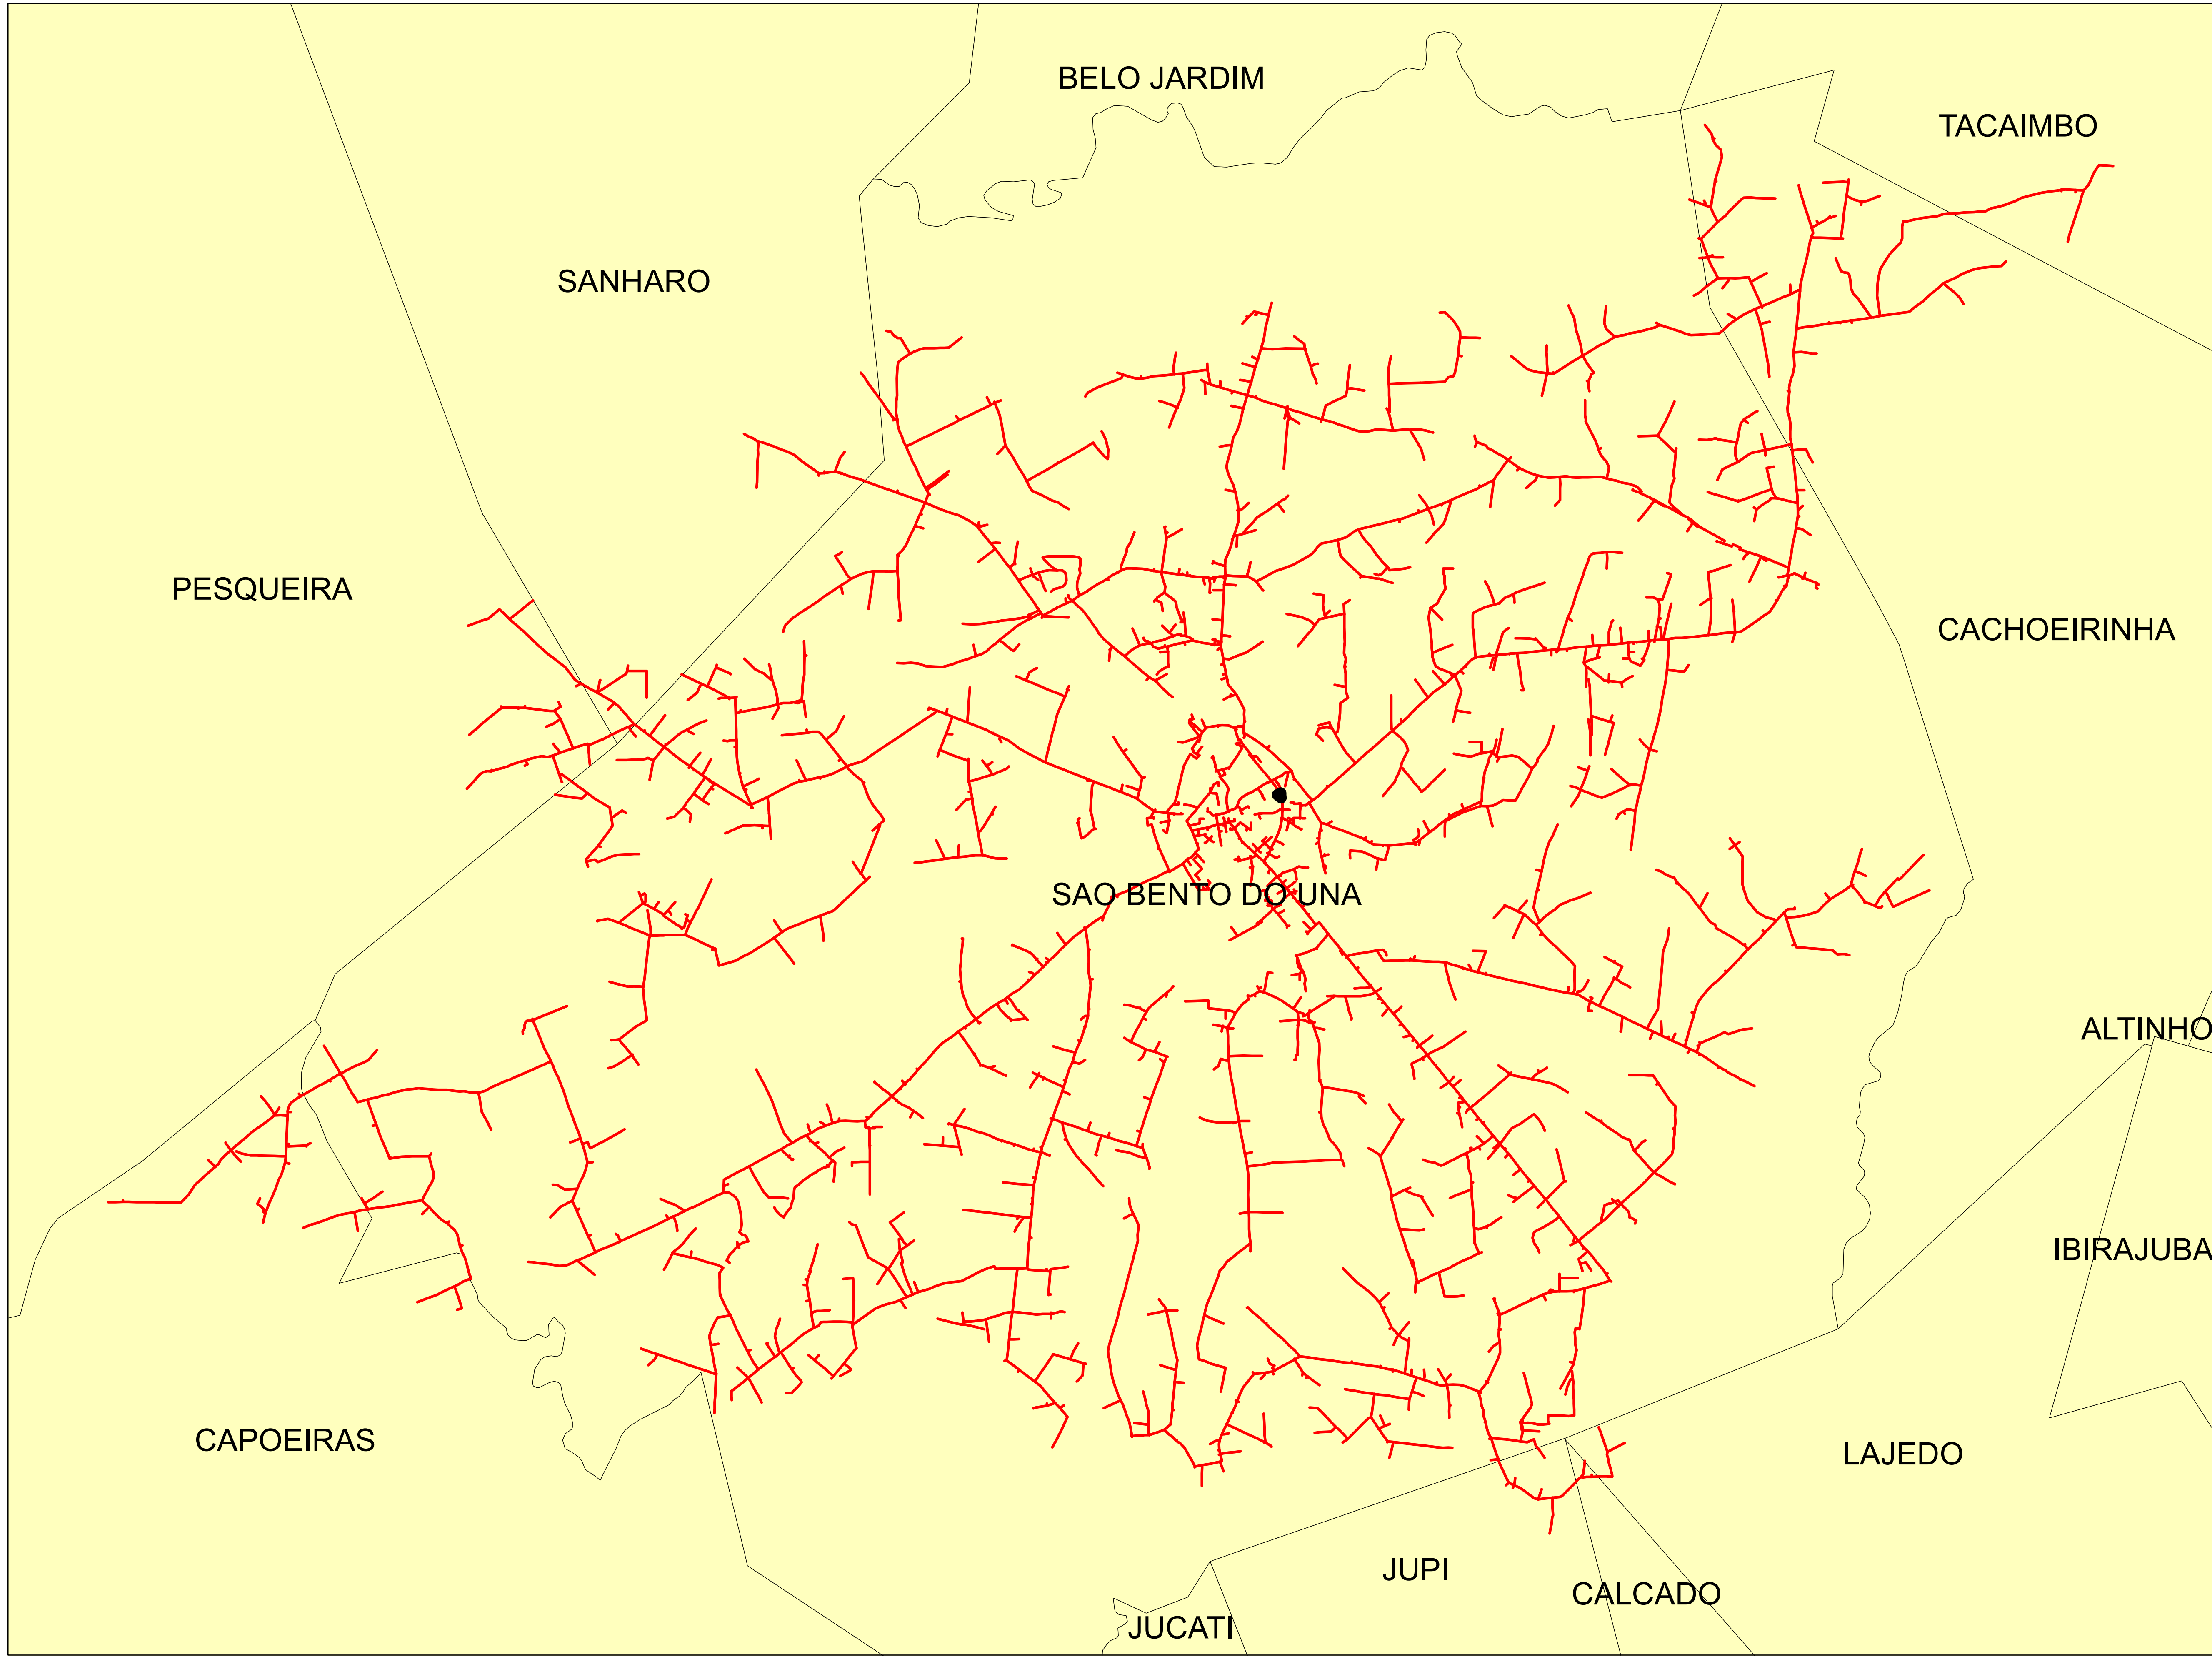 BELO JARDIM
TACAIMBO
SANHARO
PESQUEIRA
CACHOEIRINHA
SAO BENTO DO UNA
ALTINHO
IBIRAJUBA
CAPOEIRAS
LAJEDO
JUPI
CALCADO
JUCATI